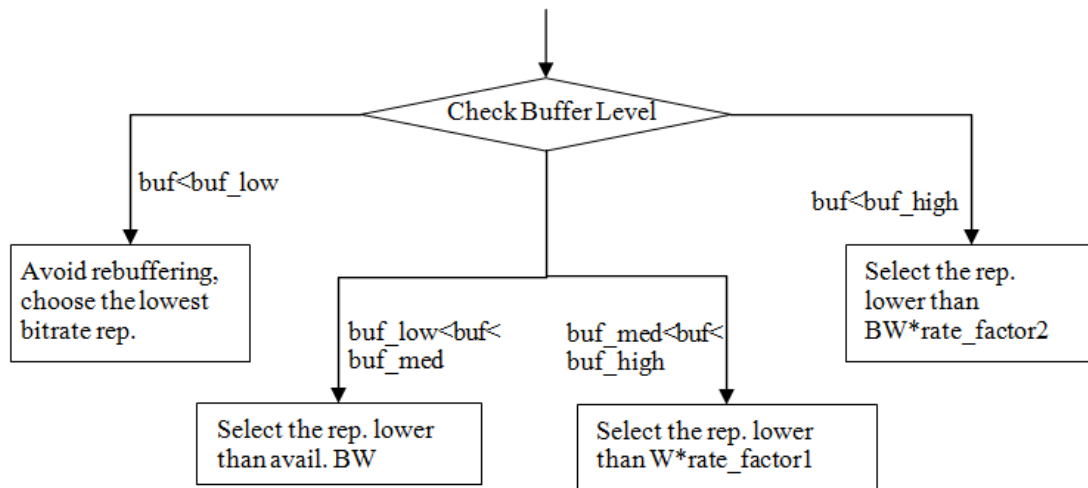 Check Buffer Level
buf<buf_low
buf<buf_high
Avoid rebuffering,
choose the lowest
bitrate rep.
Select the rep.
lower than
BW*rate_factor2
buf_low<buf<
buf_med
buf_med<buf<
buf_high
Select the rep. lower
than avail. BW
Select the rep. lower
than W*rate_factor1